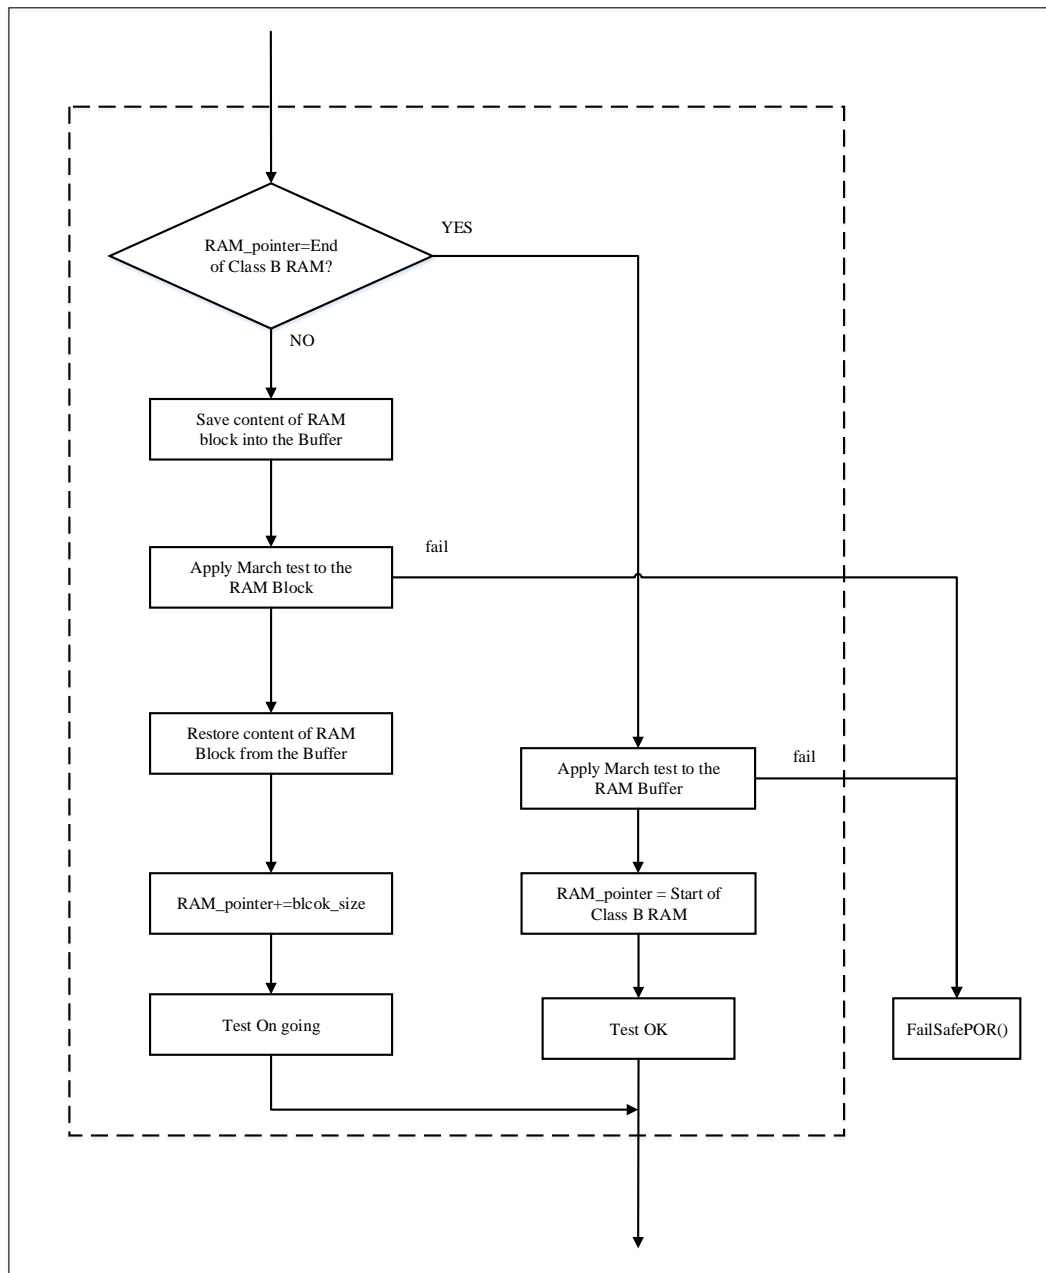 YES
RAM_pointer=End
of Class B RAM?
NO
Save content of RAM
block into the Buffer
Apply March test to the
RAM Block
fail
Restore content of RAM
Block from the Buffer
Apply March test to the
RAM Buffer
fail
RAM_pointer+=blcok_size
RAM_pointer = Start of
Class B RAM
Test On going
Test OK
FailSafePOR()